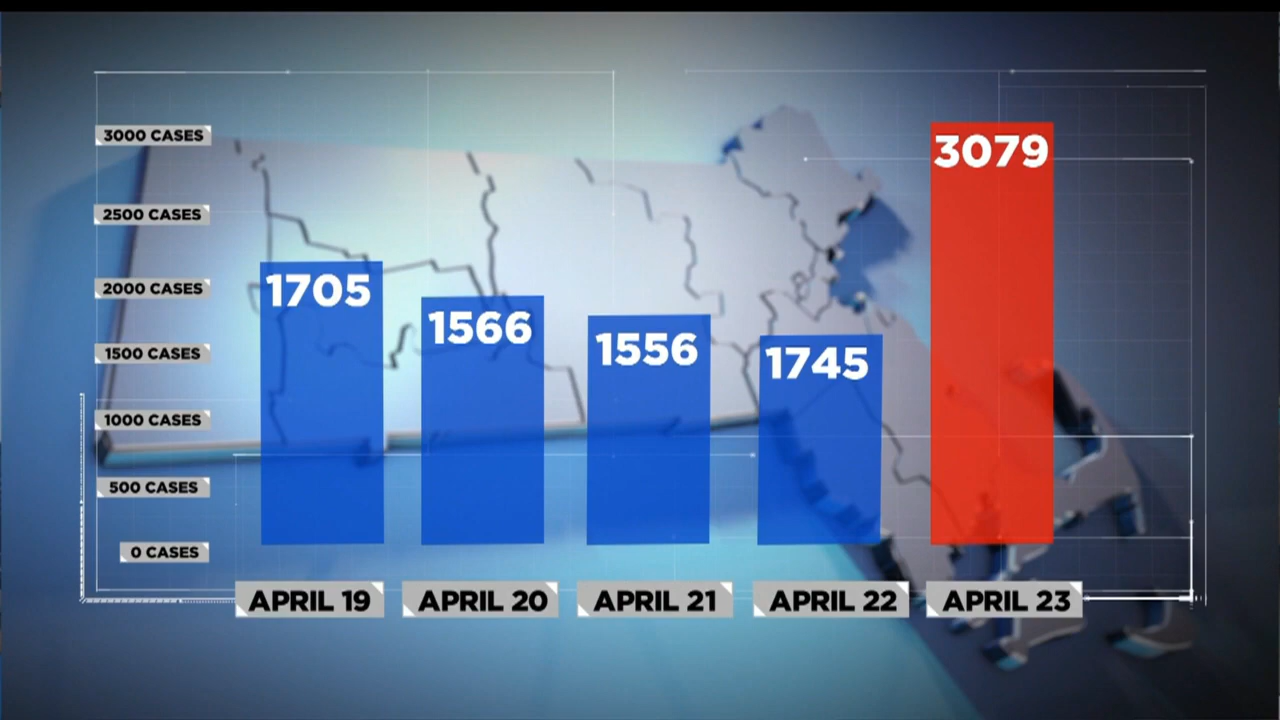 3000 CASES
2500 CASES
2000 CASES
1500 CASES
1000 CASES
500 CASES
0 CASES
1705
1566
1556
1745
3079
APRIL 19
APRIL 20
APRIL 21
APRIL 22
APRIL 23